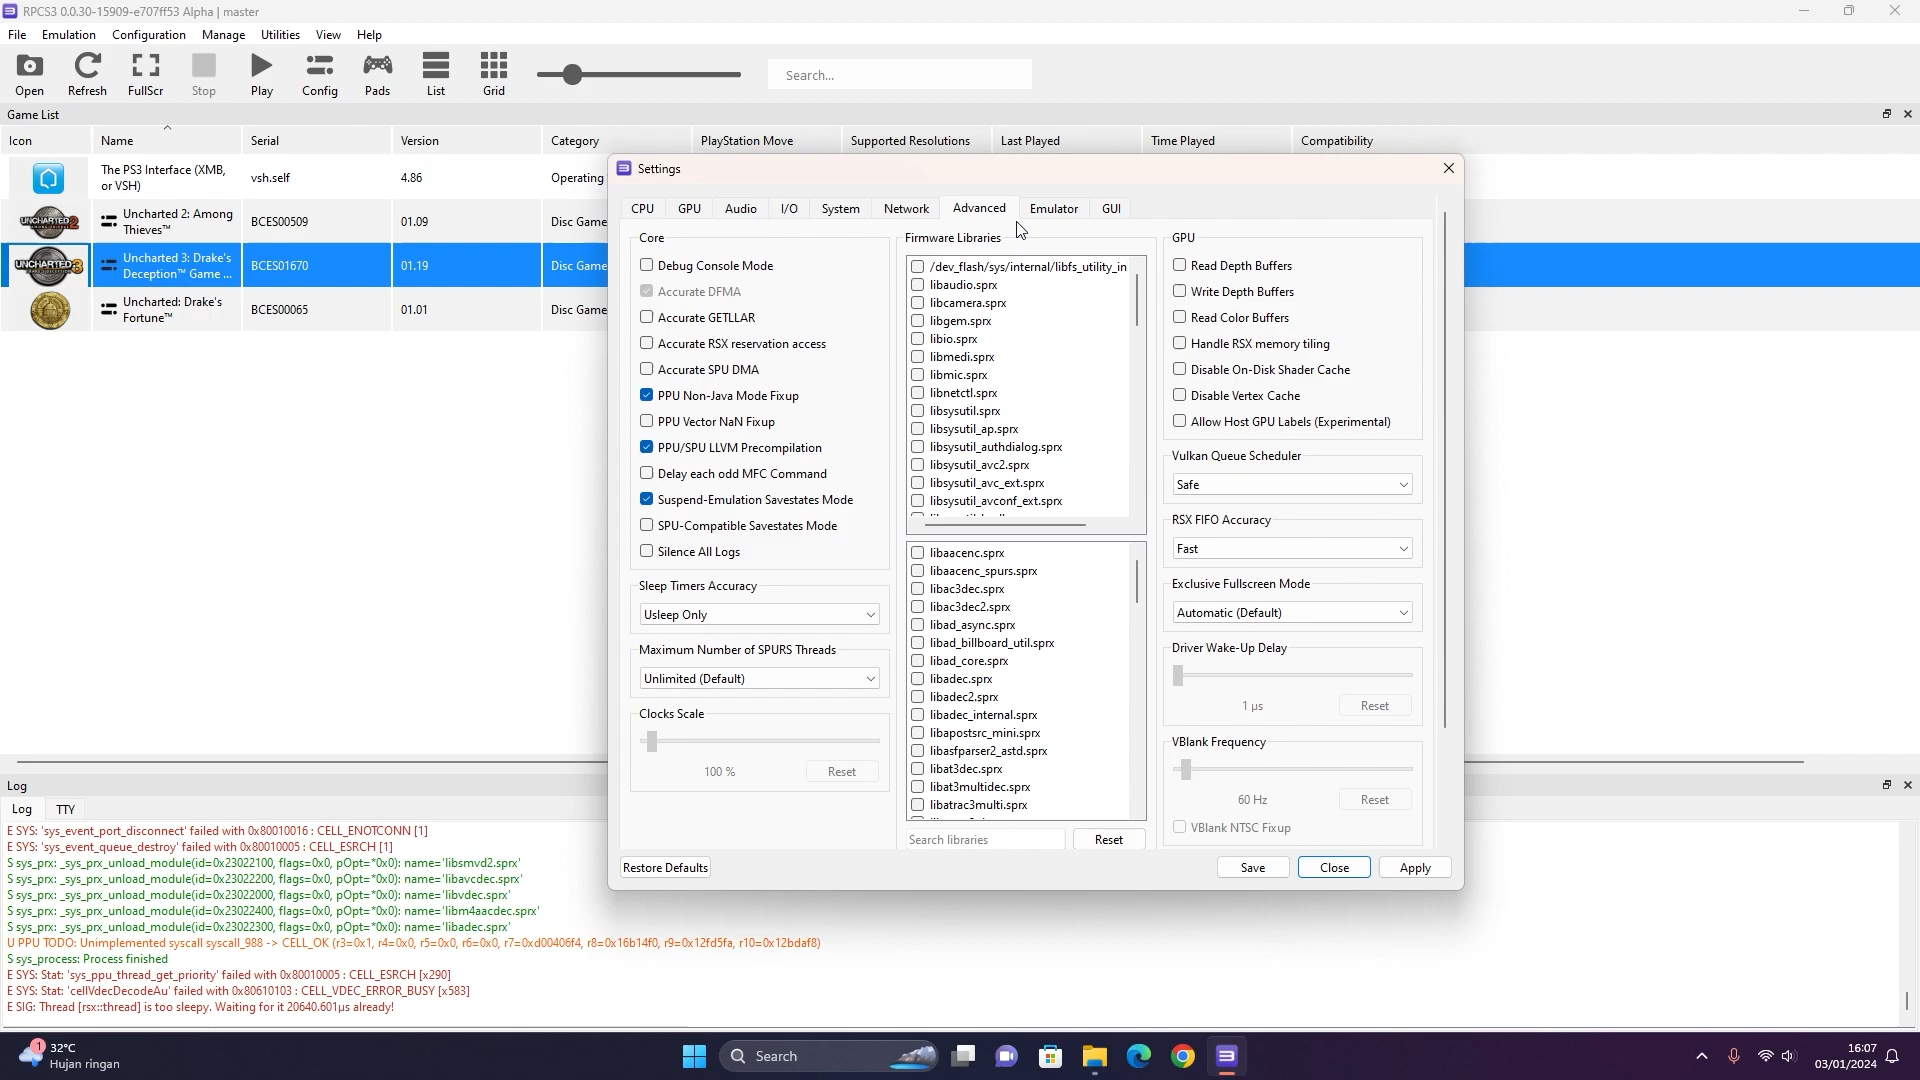 RPCS3 0.0.30-15909-e707ff53 Alpha | master
File Emulation Configuration Manage Utilities View Help
Open Refresh FullScr Stop Play Config Pads List Grid Search...
Game List
Icon Name Serial Version Category PlayStation Move Supported Resolutions Last Played Time Played Compatibility
The PS3 Interface (XMB,
or VSH) vsh.self 4.86 Operating
Uncharted 2: Among
Thieves™ BCES00509 01.09 Disc Game
Uncharted 3: Drake's
Deception™ Game ... BCES01670 01.19 Disc Game
Uncharted: Drake's
Fortune™ BCES00065 01.01 Disc Game
Settings
CPU GPU Audio I/O System Network Advanced Emulator GUI
Core
Debug Console Mode
Accurate DFMA
Accurate GETLLAR
Accurate RSX reservation access
Accurate SPU DMA
PPU Non-Java Mode Fixup
PPU Vector NaN Fixup
PPU/SPU LLVM Precompilation
Delay each odd MFC Command
Suspend-Emulation Savestates Mode
SPU-Compatible Savestates Mode
Silence All Logs
Sleep Timers Accuracy
Usleep Only
Maximum Number of SPURS Threads
Unlimited (Default)
Clocks Scale
100 % Reset
Firmware Libraries
/dev_flash/sys/internal/libfs_utility_in
libaudio.sprx
libcamera.sprx
libgem.sprx
libio.sprx
libmedi.sprx
libmic.sprx
libnetctl.sprx
libsysutil.sprx
libsysutil_ap.sprx
libsysutil_authdialog.sprx
libsysutil_avc2.sprx
libsysutil_avc_ext.sprx
libsysutil_avconf_ext.sprx
libaacenc.sprx
libaacenc_spurs.sprx
libac3dec.sprx
libac3dec2.sprx
libad_async.sprx
libad_billboard_util.sprx
libad_core.sprx
libadec.sprx
libadec2.sprx
libadec_internal.sprx
libapostsrc_mini.sprx
libasfparser2_astd.sprx
libat3dec.sprx
libat3multidec.sprx
libatrac3multi.sprx
Search libraries Reset
GPU
Read Depth Buffers
Write Depth Buffers
Read Color Buffers
Handle RSX memory tiling
Disable On-Disk Shader Cache
Disable Vertex Cache
Allow Host GPU Labels (Experimental)
Vulkan Queue Scheduler
Safe
RSX FIFO Accuracy
Fast
Exclusive Fullscreen Mode
Automatic (Default)
Driver Wake-Up Delay
1 µs Reset
VBlank Frequency
60 Hz Reset
VBlank NTSC Fixup
Restore Defaults Save Close Apply
Log
Log TTY
E SYS: 'sys_event_port_disconnect' failed with 0x80010016 : CELL_ENOTCONN [1]
E SYS: 'sys_event_queue_destroy' failed with 0x80010005 : CELL_ESRCH [1]
S sys_prx: _sys_prx_unload_module(id=0x23022100, flags=0x0, pOpt=*0x0): name='libsmvd2.sprx'
S sys_prx: _sys_prx_unload_module(id=0x23022200, flags=0x0, pOpt=*0x0): name='libavcdec.sprx'
S sys_prx: _sys_prx_unload_module(id=0x23022000, flags=0x0, pOpt=*0x0): name='libvdec.sprx'
S sys_prx: _sys_prx_unload_module(id=0x23022400, flags=0x0, pOpt=*0x0): name='libm4aacdec.sprx'
S sys_prx: _sys_prx_unload_module(id=0x23022300, flags=0x0, pOpt=*0x0): name='libadec.sprx'
U PPU TODO: Unimplemented syscall syscall_988 -> CELL_OK (r3=0x1, r4=0x0, r5=0x0, r6=0x0, r7=0xd00406f4, r8=0x16b14f0, r9=0x12fd5fa, r10=0x12bdaf8)
S sys_process: Process finished
E SYS: Stat: 'sys_ppu_thread_get_priority' failed with 0x80010005 : CELL_ESRCH [x290]
E SYS: Stat: 'cellVdecDecodeAu' failed with 0x80610103 : CELL_VDEC_ERROR_BUSY [x583]
E SIG: Thread [rsx::thread] is too sleepy. Waiting for it 20640.601µs already!
1 32°C
Hujan ringan
Search
16:07
03/01/2024